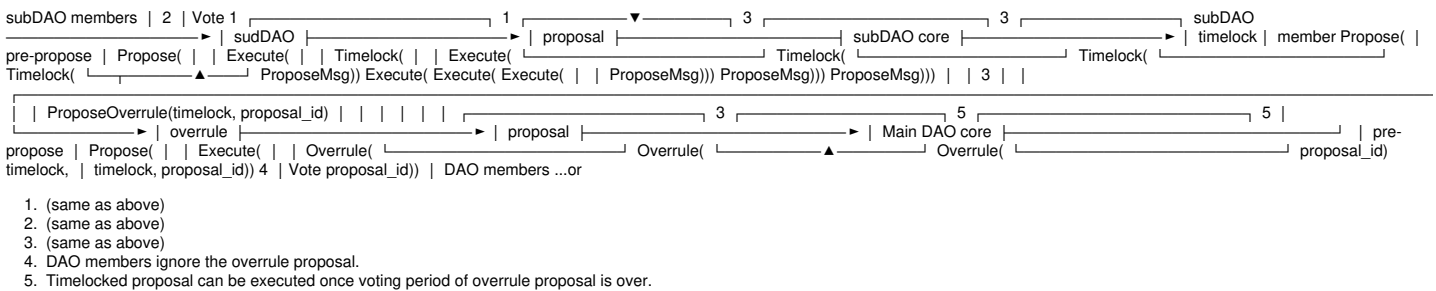 subDAO members | 2 | Vote 1 ┌──────────────┐ 1 ┌──────▼──────┐ 3 ┌──────────────┐ 3 ┌──────────────┐ subDAO
────────────► | sudDAO ├────────────► | proposal ├──────────────┤ subDAO core ├────────────► | timelock | member Propose( |
pre-propose | Propose( | | Execute( | | Timelock( | | Execute( └──────────────┘ Timelock( └──────────────┘ Timelock( └──────────────┘
Timelock( └──┬─────▲───┘ ProposeMsg)) Execute( Execute( Execute( | | ProposeMsg))) ProposeMsg))) ProposeMsg))) | | 3 | |
┌──────────────────────────────────────────
| | ProposeOverrule(timelock, proposal_id) | | | | | | ┌──────────────┐ 3 ┌──────────────┐ 5 ┌──────────────┐ 5 |
└──────────► | overrule ├────────────► | proposal ├────────────► | Main DAO core ├──────────────┘ | pre-
propose | Propose( | | Execute( | | Overrule( └──────────────┘ Overrule( └──────▲──────┘ Overrule( └──────────────┘ proposal_id)
timelock, | timelock, proposal_id)) 4 | Vote proposal_id)) | DAO members ...or
1. (same as above)
2. (same as above)
3. (same as above)
4. DAO members ignore the overrule proposal.
5. Timelocked proposal can be executed once voting period of overrule proposal is over.